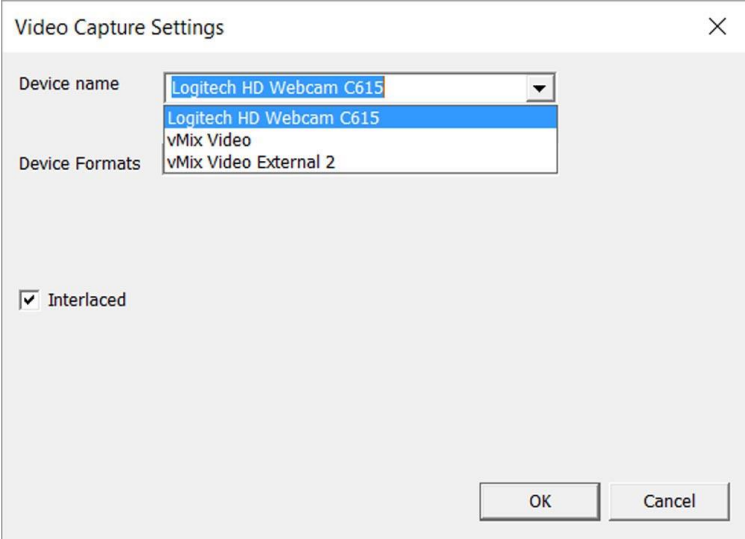 Video Capture Settings
Device name
Logitech HD Webcam C615
Logitech HD Webcam C615
vMix Video
vMix Video External 2
Device Formats
Interlaced
OK
Cancel